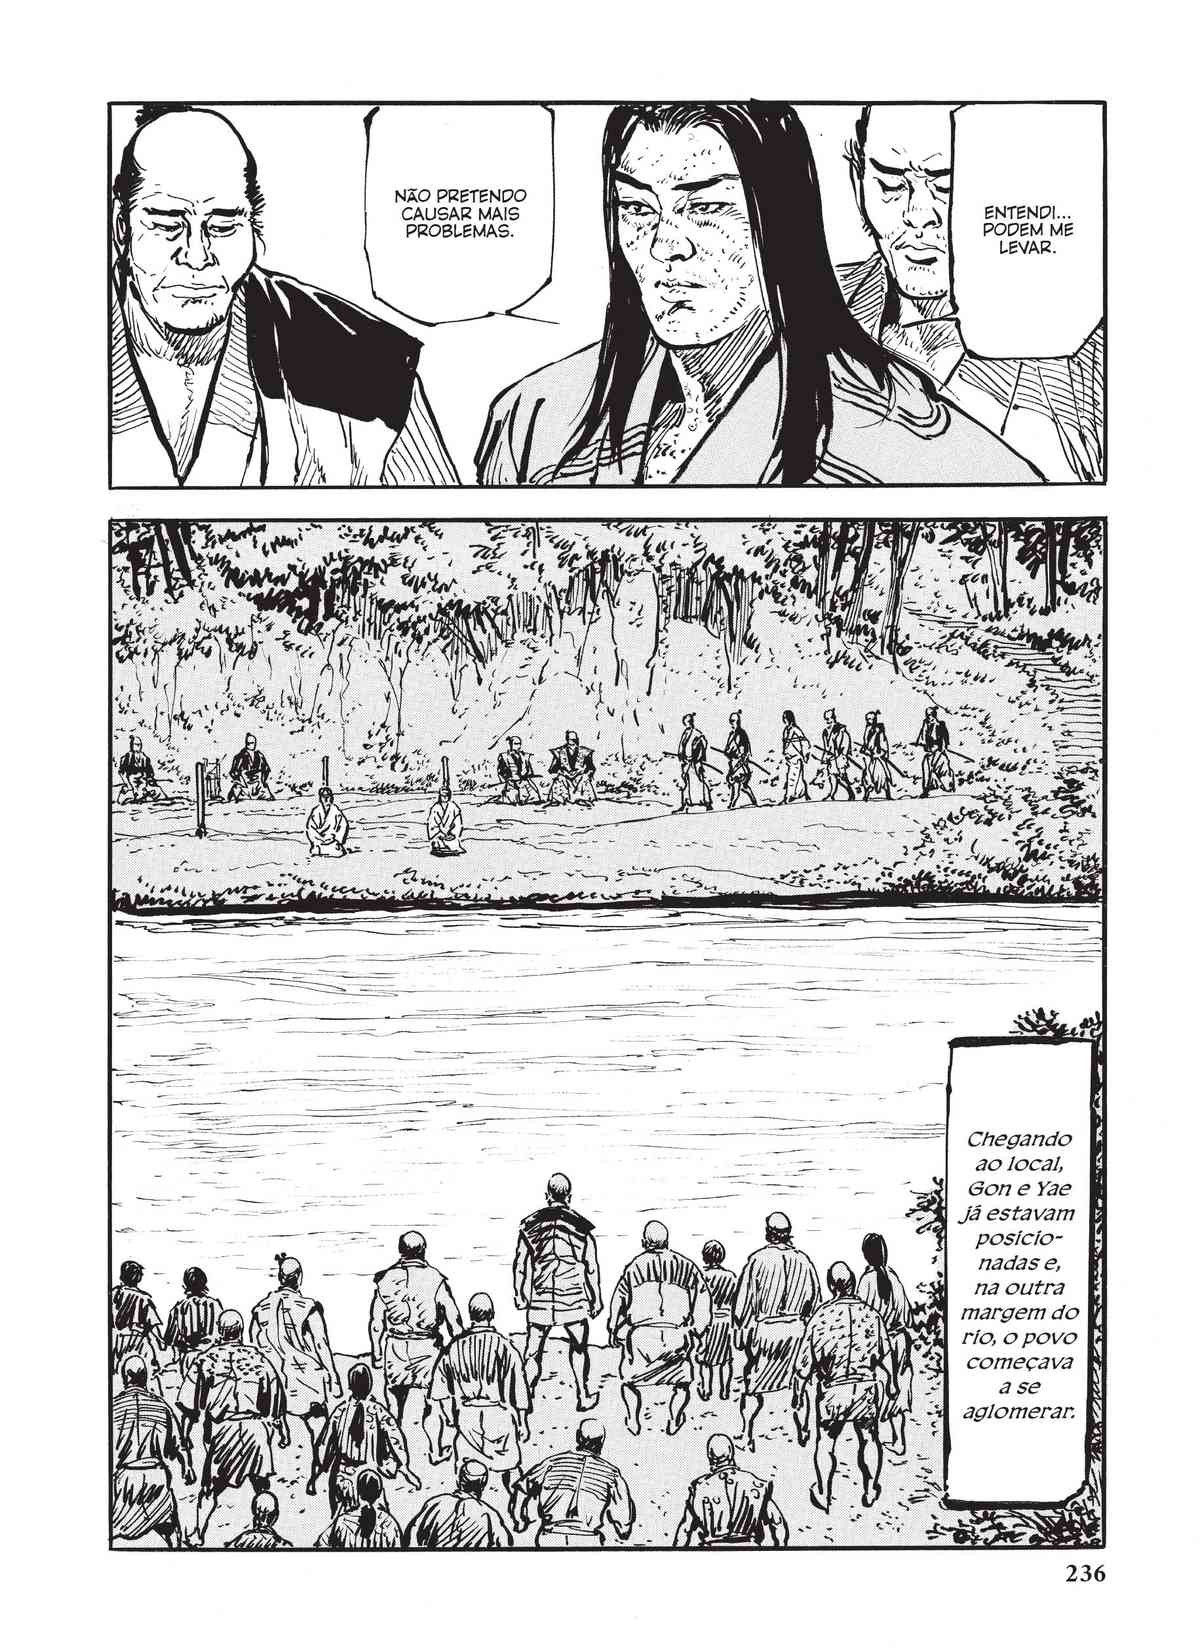 ENTENDI...
PODEM ME
LEVAR.
NÃO PRETENDO
CAUSAR MAIS
PROBLEMAS.
Chegando
ao local,
Gon e Yae
já estavam
posicio-
nadas e,
na outra
margem do
rio, o povo
começava
a se
aglomerar.
236